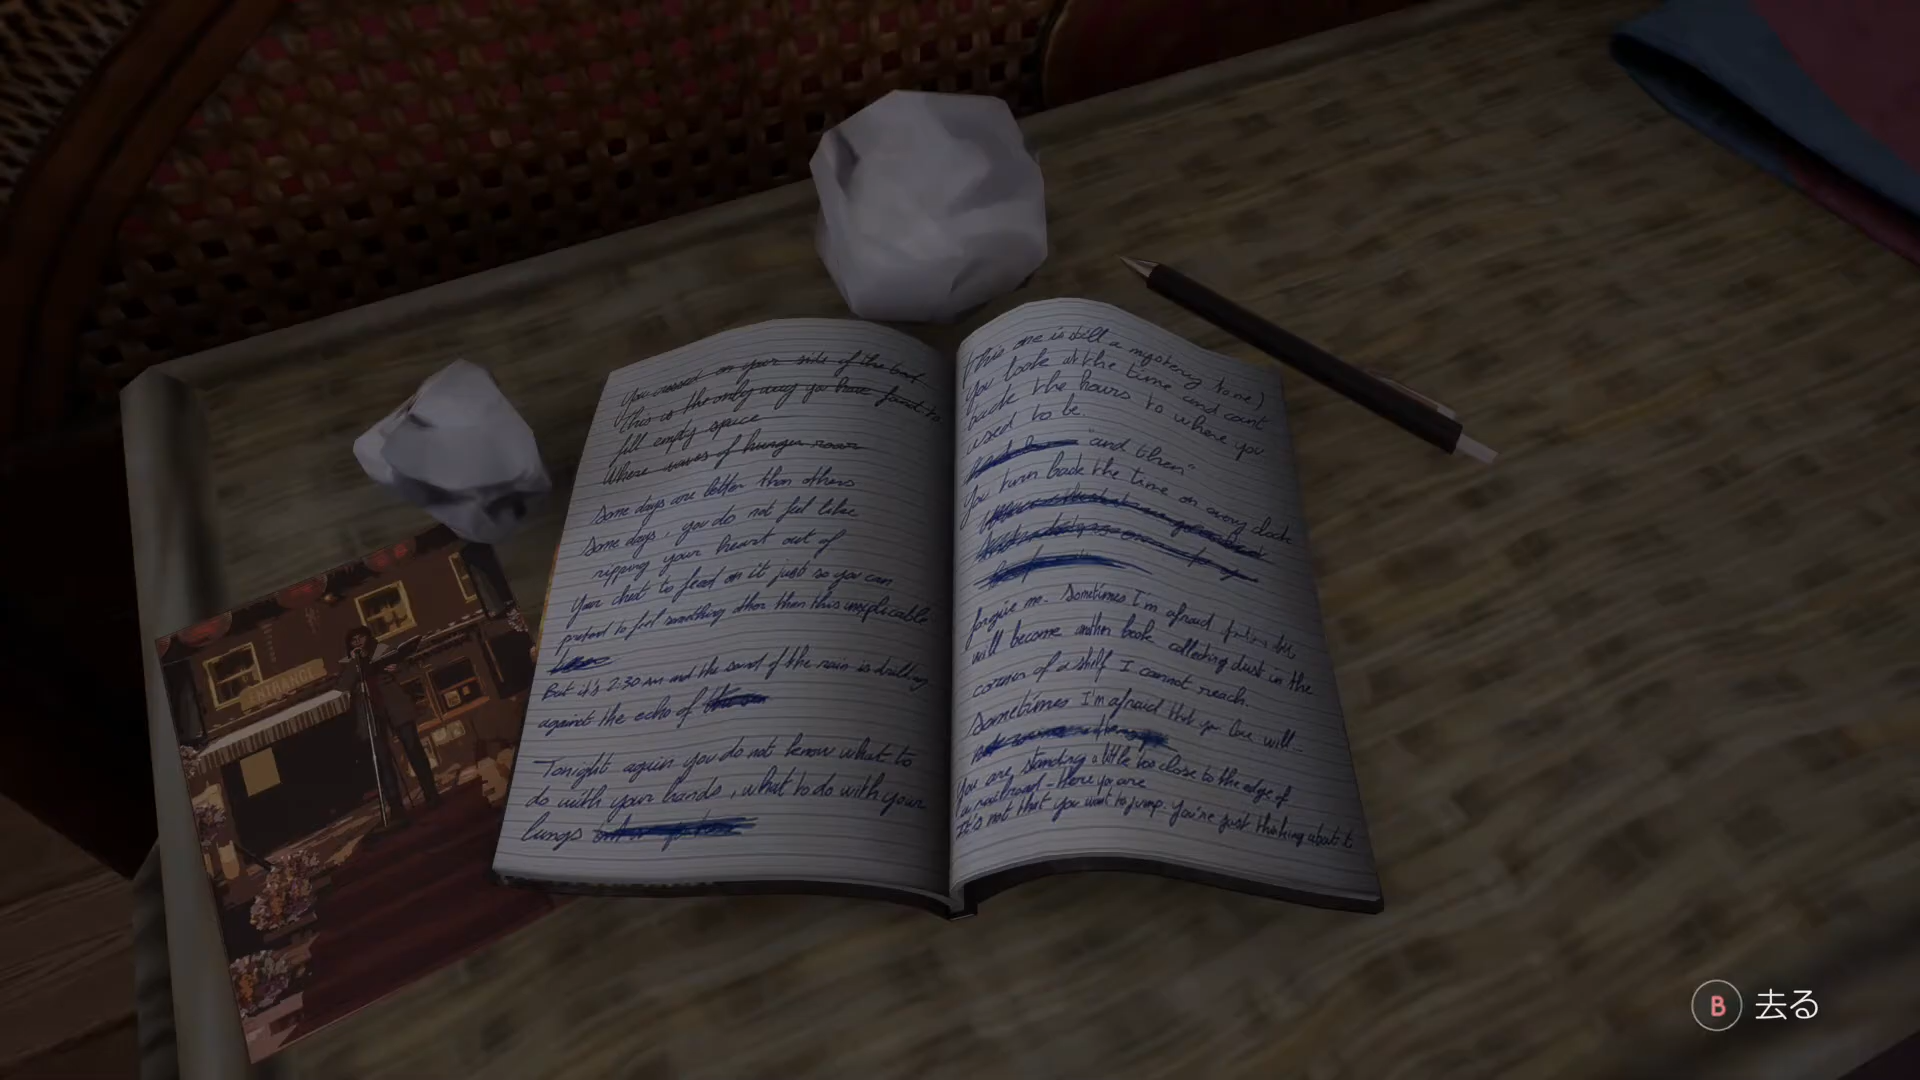 You crossed on your side of the bed
This is the only way you have found to
fill empty space
Where waves of hunger roar
Some days are better than others
Some days, you do not feel like
ripping your heart out of
Your chest to feed on it just so you can
pretend to feel something other than this inexplicable
But it's 2:30 AM and the sound of the rain is
against the echo of
Tonight again you do not know what to
do with your hands, what to do with your
lungs
(This one is still a mystery to me)
You look at the time and count
back the hours to where you
used to be.
"and then"
You turn back the time on every clock
forgive me. Sometimes I'm afraid
will become another book collecting dust in the
corner of a shelf I cannot reach.
Sometimes I'm afraid that you love will...
You are standing a little too close to the edge of
a railroad - Here you are
It's not that you want to jump. You're just thinking about it
ENTRANCE
B 去る